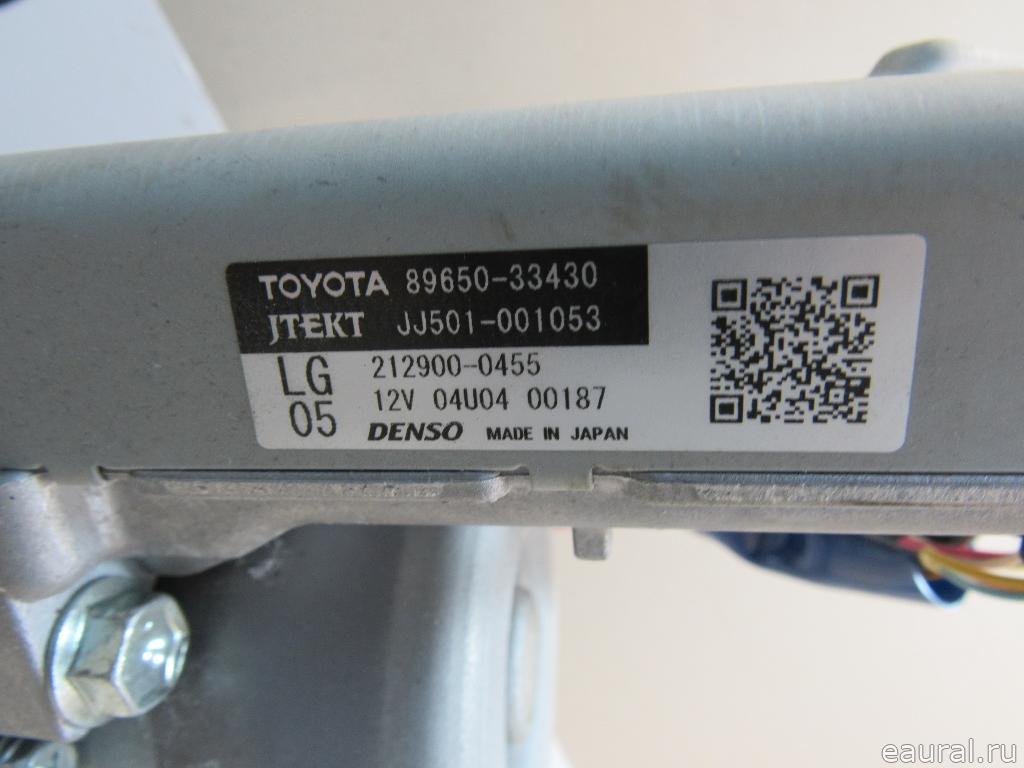 TOYOTA 89650-33430
JTEKT JJ501-001053
LG 212900-0455
05 12V 04U04 00187
DENSO MADE IN JAPAN
eaural.ru